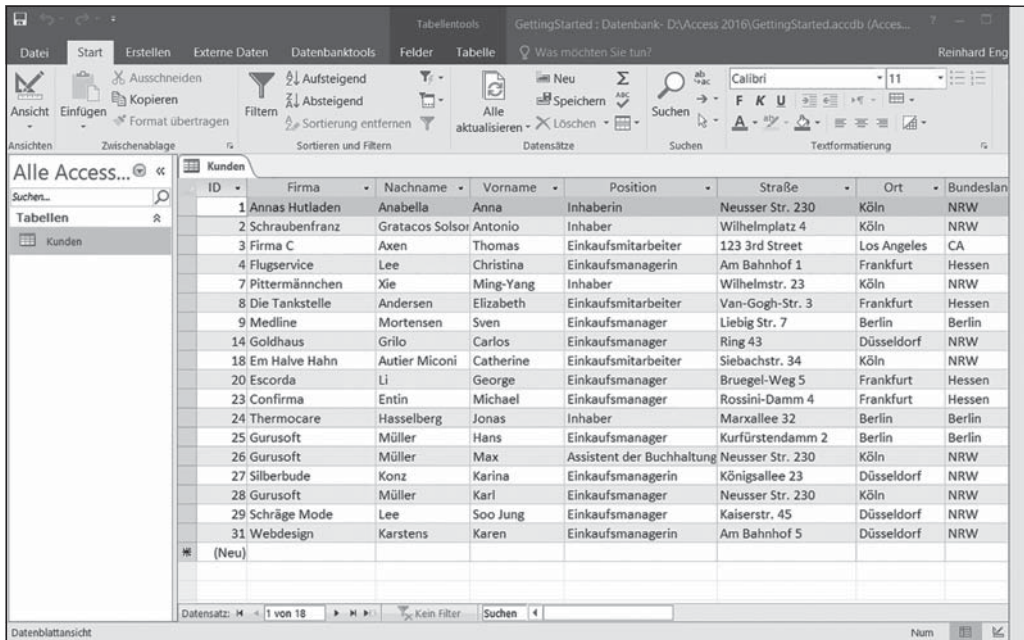 Tabellentools
GettingStarted : Datenbank- D:\Access 2016\GettingStarted.accdb (Acces...
?
Datei Start Erstellen Externe Daten Datenbanktools Felder Tabelle Was möchten Sie tun? Reinhard Eng
Ansicht
Einfügen
Ausschneiden
Kopieren
Format übertragen
Filtern
Aufsteigend
Absteigend
Sortierung entfernen
Alle
aktualisieren
Neu
Speichern
Löschen
Suchen
Calibri 11
F K U
Ansichten Zwischenablage Sortieren und Filtern Datensätze Suchen Textformatierung
Alle Access... «
Suchen...
Tabellen
Kunden
Kunden
ID Firma Nachname Vorname Position Straße Ort Bundeslan
1 Annas Hutladen Anabella Anna Inhaberin Neusser Str. 230 Köln NRW
2 Schraubenfranz Gratacos Solsor Antonio Inhaber Wilhelmplatz 4 Köln NRW
3 Firma C Axen Thomas Einkaufsmitarbeiter 123 3rd Street Los Angeles CA
4 Flugservice Lee Christina Einkaufsmanagerin Am Bahnhof 1 Frankfurt Hessen
7 Pittermännchen Xie Ming-Yang Inhaber Wilhelmstr. 23 Köln NRW
8 Die Tankstelle Andersen Elizabeth Einkaufsmitarbeiter Van-Gogh-Str. 3 Frankfurt Hessen
9 Medline Mortensen Sven Einkaufsmanager Liebig Str. 7 Berlin Berlin
14 Goldhaus Grilo Carlos Einkaufsmanager Ring 43 Düsseldorf NRW
18 Em Halve Hahn Autier Miconi Catherine Einkaufsmitarbeiter Siebachstr. 34 Köln NRW
20 Escorda Li George Einkaufsmanager Bruegel-Weg 5 Frankfurt Hessen
23 Confirma Entin Michael Einkaufsmanager Rossini-Damm 4 Frankfurt Hessen
24 Thermocare Hasselberg Jonas Inhaber Marxallee 32 Berlin Berlin
25 Gurusoft Müller Hans Einkaufsmanager Kurfürstendamm 2 Berlin Berlin
26 Gurusoft Müller Max Assistent der Buchhaltung Neusser Str. 230 Köln NRW
27 Silberbude Konz Karina Einkaufsmanagerin Königsallee 23 Düsseldorf NRW
28 Gurusoft Müller Karl Einkaufsmanager Neusser Str. 230 Köln NRW
29 Schräge Mode Lee Soo Jung Einkaufsmanager Kaiserstr. 45 Düsseldorf NRW
31 Webdesign Karstens Karen Einkaufsmanagerin Am Bahnhof 5 Düsseldorf NRW
(Neu)
Datensatz: 1 von 18 Kein Filter Suchen
Datenblattansicht Num